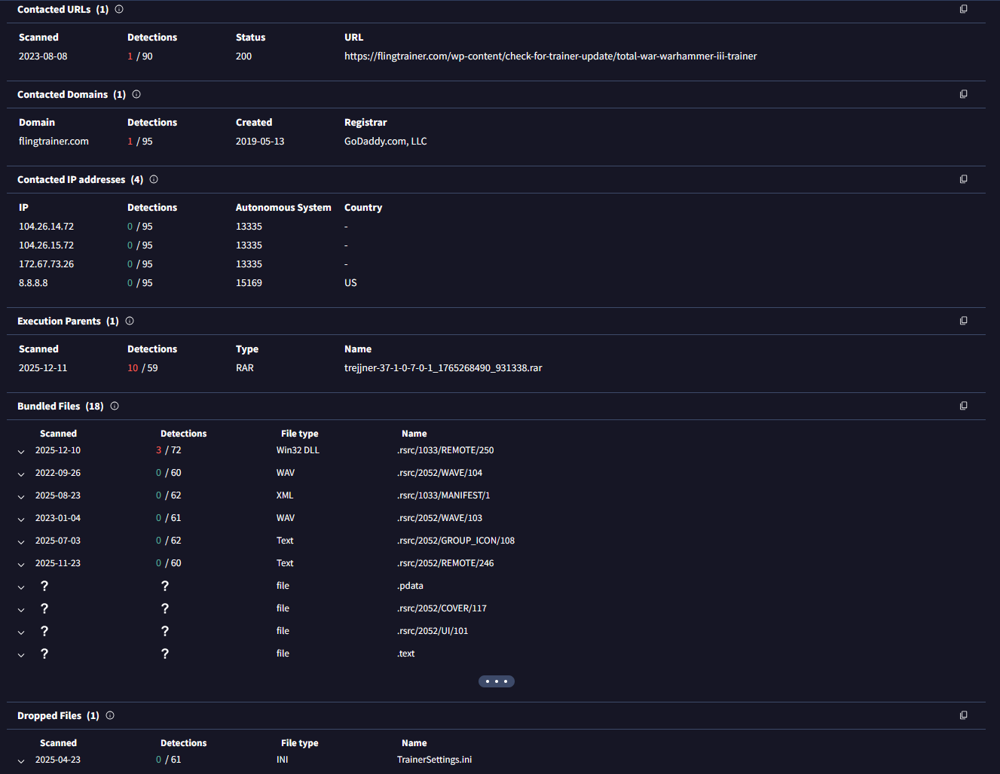 Contacted URLs (1)
Scanned Detections Status URL
2023-08-08 1 / 90 200 https://flingtrainer.com/wp-content/check-for-trainer-update/total-war-warhammer-iii-trainer
Contacted Domains (1)
Domain Detections Created Registrar
flingtrainer.com 1 / 95 2019-05-13 GoDaddy.com, LLC
Contacted IP addresses (4)
IP Detections Autonomous System Country
104.26.14.72 0 / 95 13335 -
104.26.15.72 0 / 95 13335 -
172.67.73.26 0 / 95 13335 -
8.8.8.8 0 / 95 15169 US
Execution Parents (1)
Scanned Detections Type Name
2025-12-11 10 / 59 RAR trejjner-37-1-0-7-0-1_1765268490_931338.rar
Bundled Files (18)
Scanned Detections File type Name
2025-12-10 3 / 72 Win32 DLL .rsrc/1033/REMOTE/250
2022-09-26 0 / 60 WAV .rsrc/2052/WAVE/104
2025-08-23 0 / 62 XML .rsrc/1033/MANIFEST/1
2023-01-04 0 / 61 WAV .rsrc/2052/WAVE/103
2025-07-03 0 / 62 Text .rsrc/2052/GROUP_ICON/108
2025-11-23 0 / 60 Text .rsrc/2052/REMOTE/246
? ? file .pdata
? ? file .rsrc/2052/COVER/117
? ? file .rsrc/2052/UI/101
? ? file .text
Dropped Files (1)
Scanned Detections File type Name
2025-04-23 0 / 61 INI TrainerSettings.ini